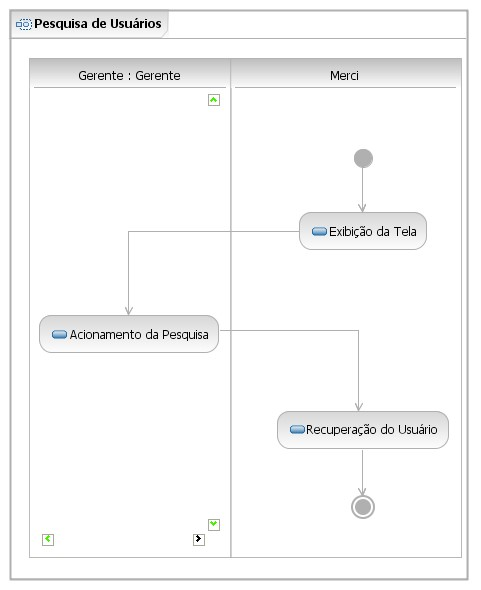 Pesquisa de Usuários
Gerente : Gerente
Merci
Exibição da Tela
Acionamento da Pesquisa
Recuperação do Usuário